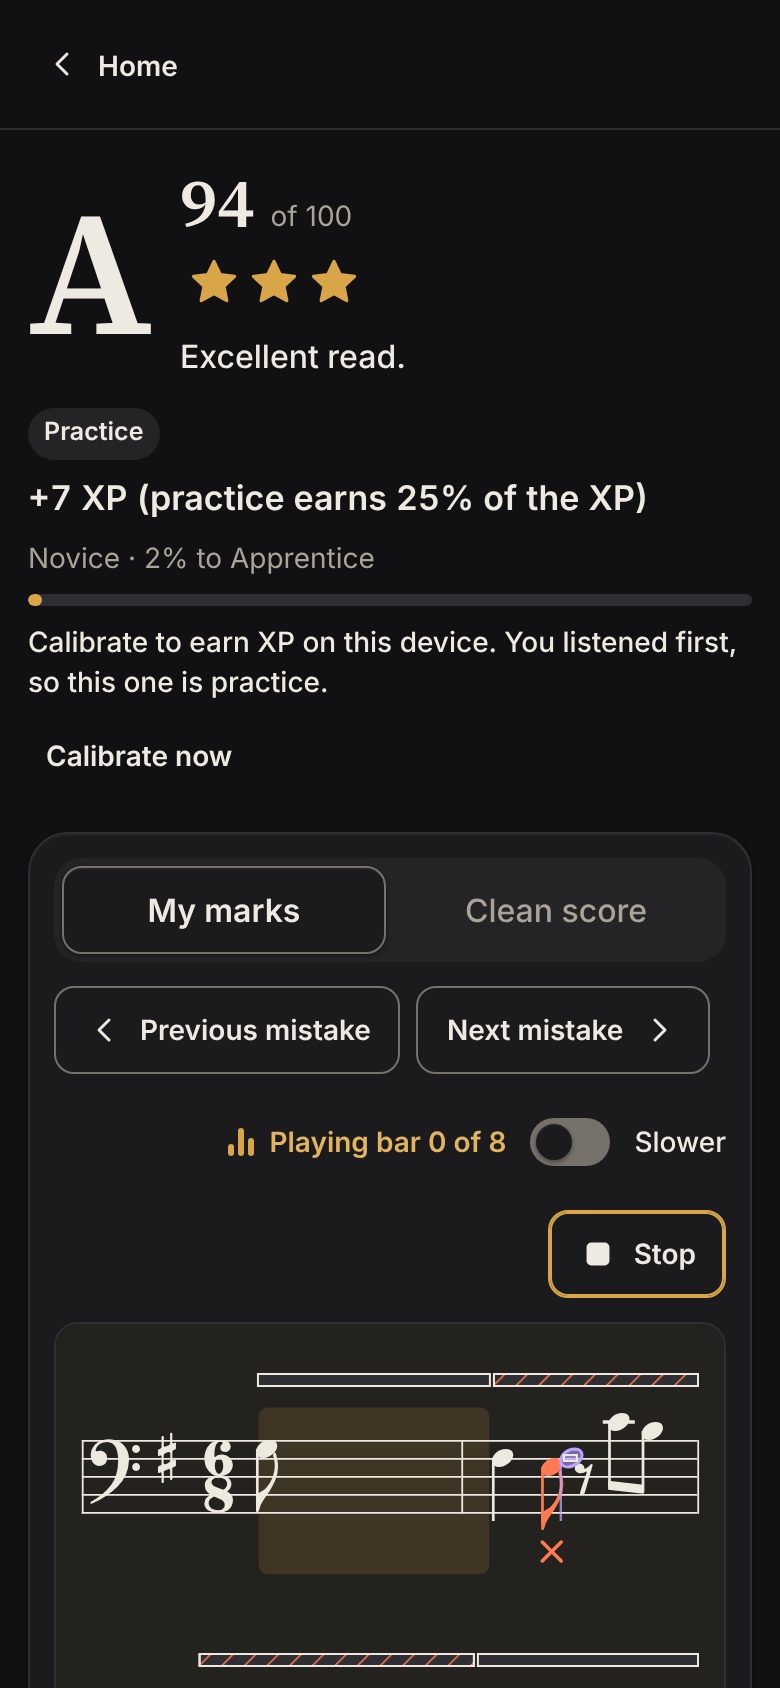 Home
A
94 of 100
Excellent read.
Practice
+7 XP (practice earns 25% of the XP)
Novice · 2% to Apprentice
Calibrate to earn XP on this device. You listened first,
so this one is practice.
Calibrate now
My marks
Clean score
Previous mistake
Next mistake
Playing bar 0 of 8
Slower
Stop
6
8